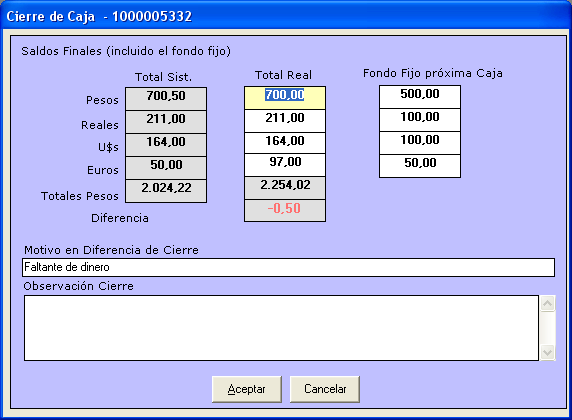 Cierre de Caja - 1000005332
Saldos Finales (incluido el fondo fijo)
Total Sist. Total Real Fondo Fijo próxima Caja
Pesos 700,50 700,00 500,00
Reales 211,00 211,00 100,00
U$s 164,00 164,00 100,00
Euros 50,00 97,00 50,00
Totales Pesos 2.024,22 2.254,02
Diferencia -0,50
Motivo en Diferencia de Cierre
Faltante de dinero
Observación Cierre
Aceptar Cancelar